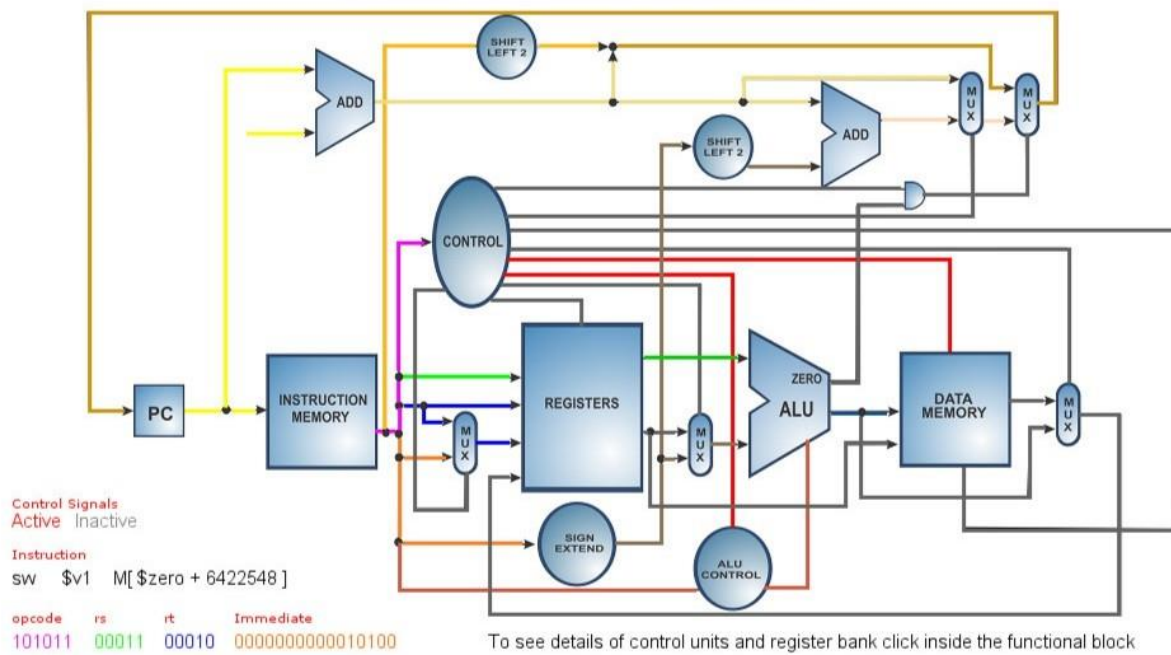 SHIFT
LEFT 2
ADD
MUX
MUX
SHIFT
LEFT 2
ADD
CONTROL
PC
INSTRUCTION
MEMORY
MUX
REGISTERS
MUX
ZERO
ALU
DATA
MEMORY
MUX
SIGN
EXTEND
ALU
CONTROL
Control Signals
Active Inactive
Instruction
sw $v1 M[ $zero + 6422548 ]
opcode rs rt Immediate
101011 00011 00010 0000000000010100
To see details of control units and register bank click inside the functional block